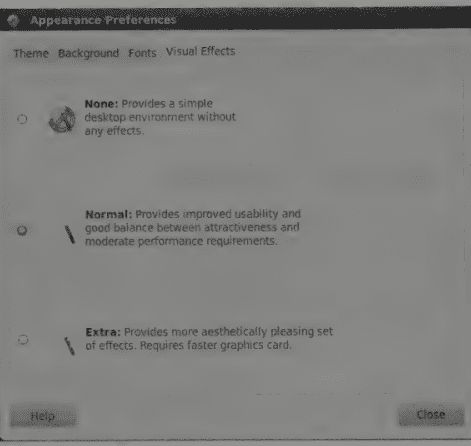 Appearance Preferences
Theme Background Fonts Visual Effects
None: Provides a simple
desktop environment without
any effects.
Normal: Provides improved usability and
good balance between attractiveness and
moderate performance requirements.
Extra: Provides more aesthetically pleasing set
of effects. Requires faster graphics card.
Help Close